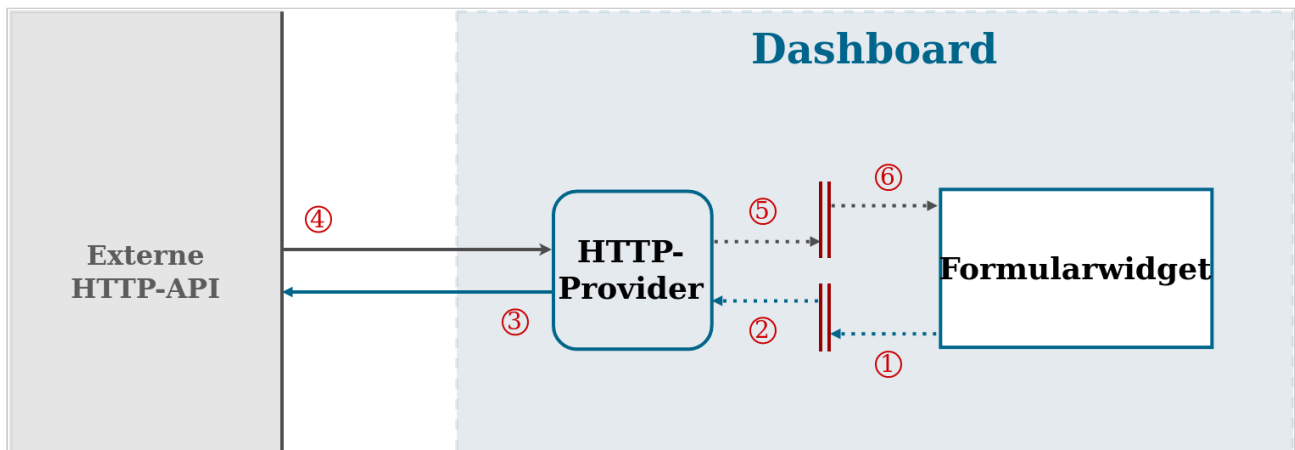 Dashboard
⑥
④
⑤
HTTP-
Provider
Formularwidget
Externe
HTTP-API
③
②
①